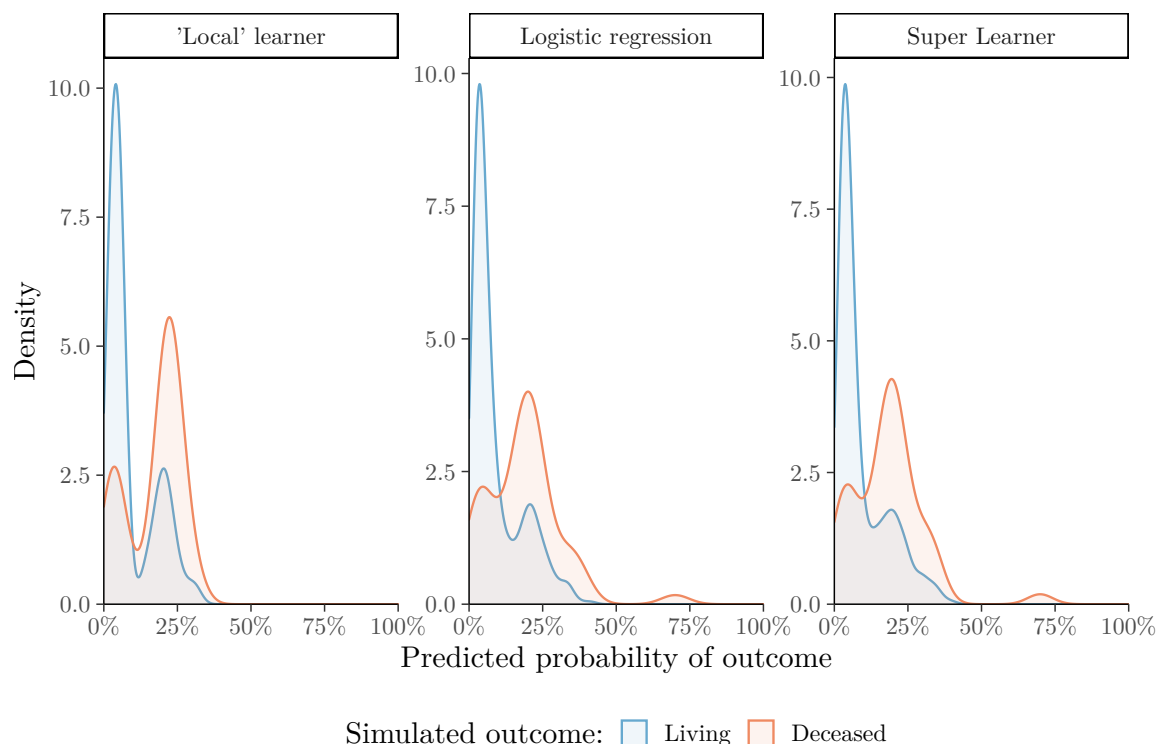 'Local' learner
Logistic regression
Super Learner
Density
10.0
7.5
5.0
2.5
0.0
10.0
7.5
5.0
2.5
0.0
10.0
7.5
5.0
2.5
0.0
0% 25% 50% 75% 100%
0% 25% 50% 75% 100%
0% 25% 50% 75% 100%
Predicted probability of outcome
Simulated outcome: Living Deceased